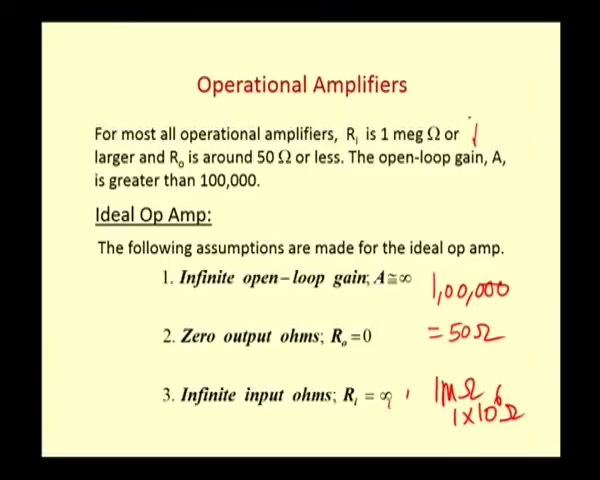 Operational Amplifiers
For most all operational amplifiers, Ri is 1 meg Ω or
larger and Ro is around 50 Ω or less. The open-loop gain, A,
is greater than 100,000.
Ideal Op Amp:
The following assumptions are made for the ideal op amp.
1. Infinite open–loop gain; A≅∞ 1,00,000
2. Zero output ohms; Ro=0 =50Ω
3. Infinite input ohms; Ri = ∞ 1MΩ
1×10⁶Ω